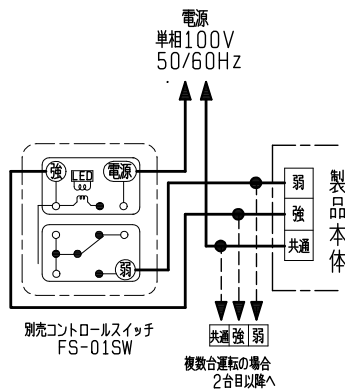 電源
単相100V
50/60Hz
強
LED
電源
弱
弱
強
共通
製品本体
別売コントロールスイッチ
FS-01SW
共通 強 弱
複数台運転の場合
2台目以降へ